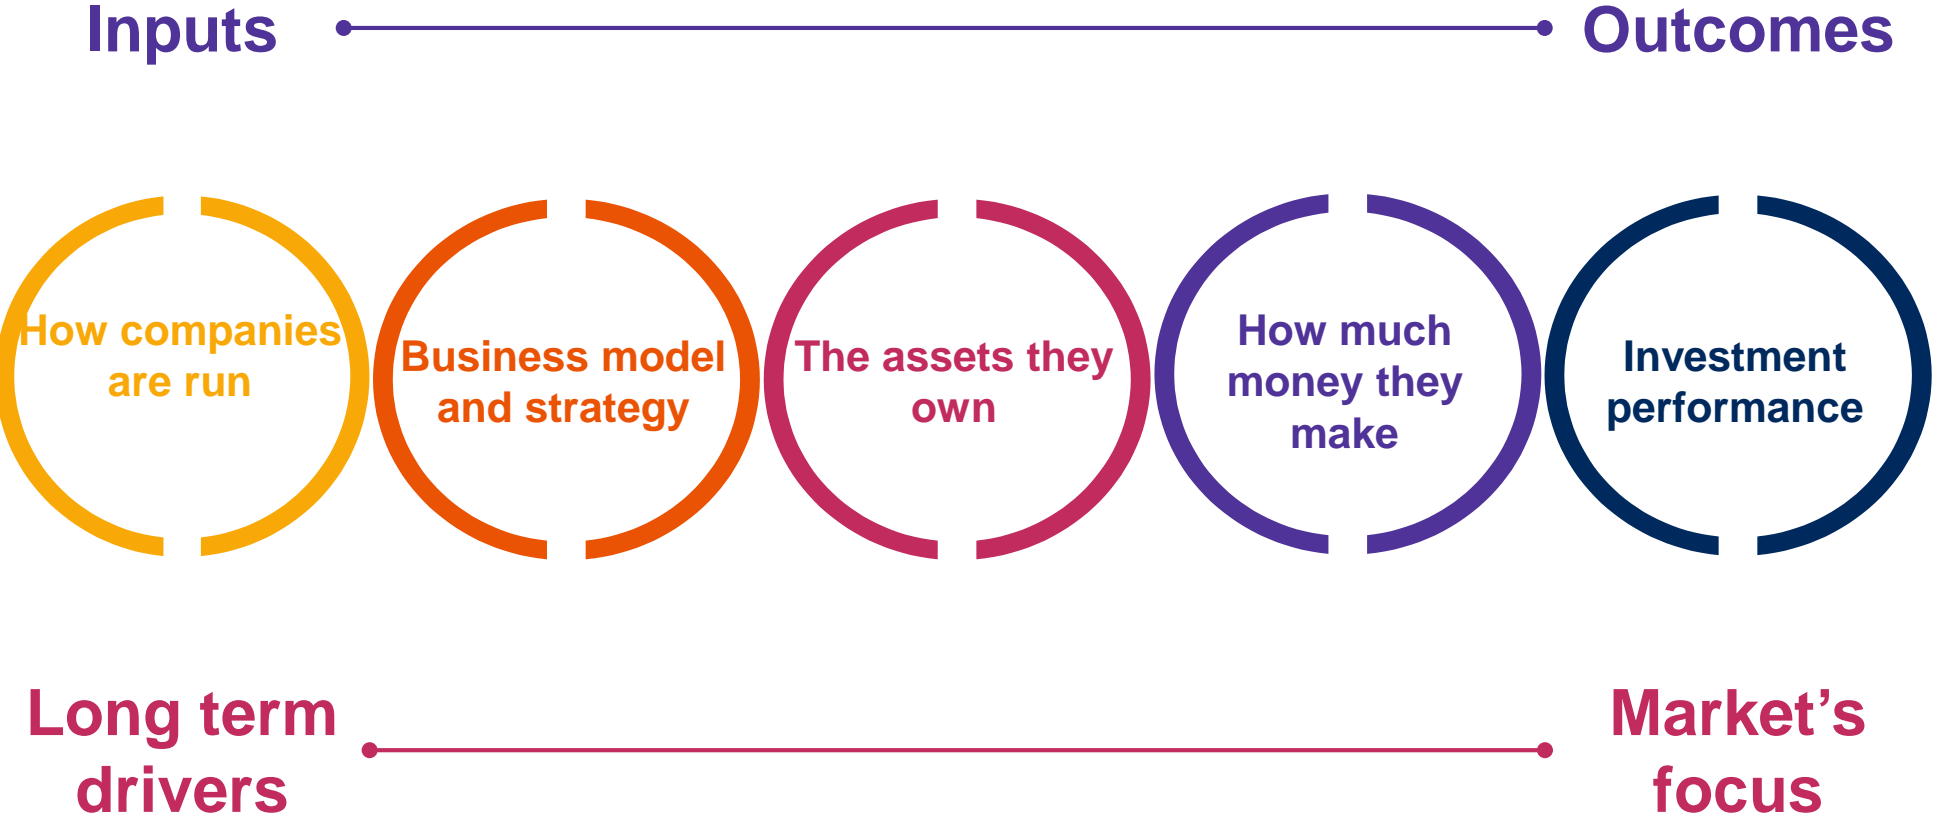 Inputs
Outcomes
How companies
are run
Business model
and strategy
The assets they
own
How much
money they
make
Investment
performance
Long term
drivers
Market’s
focus